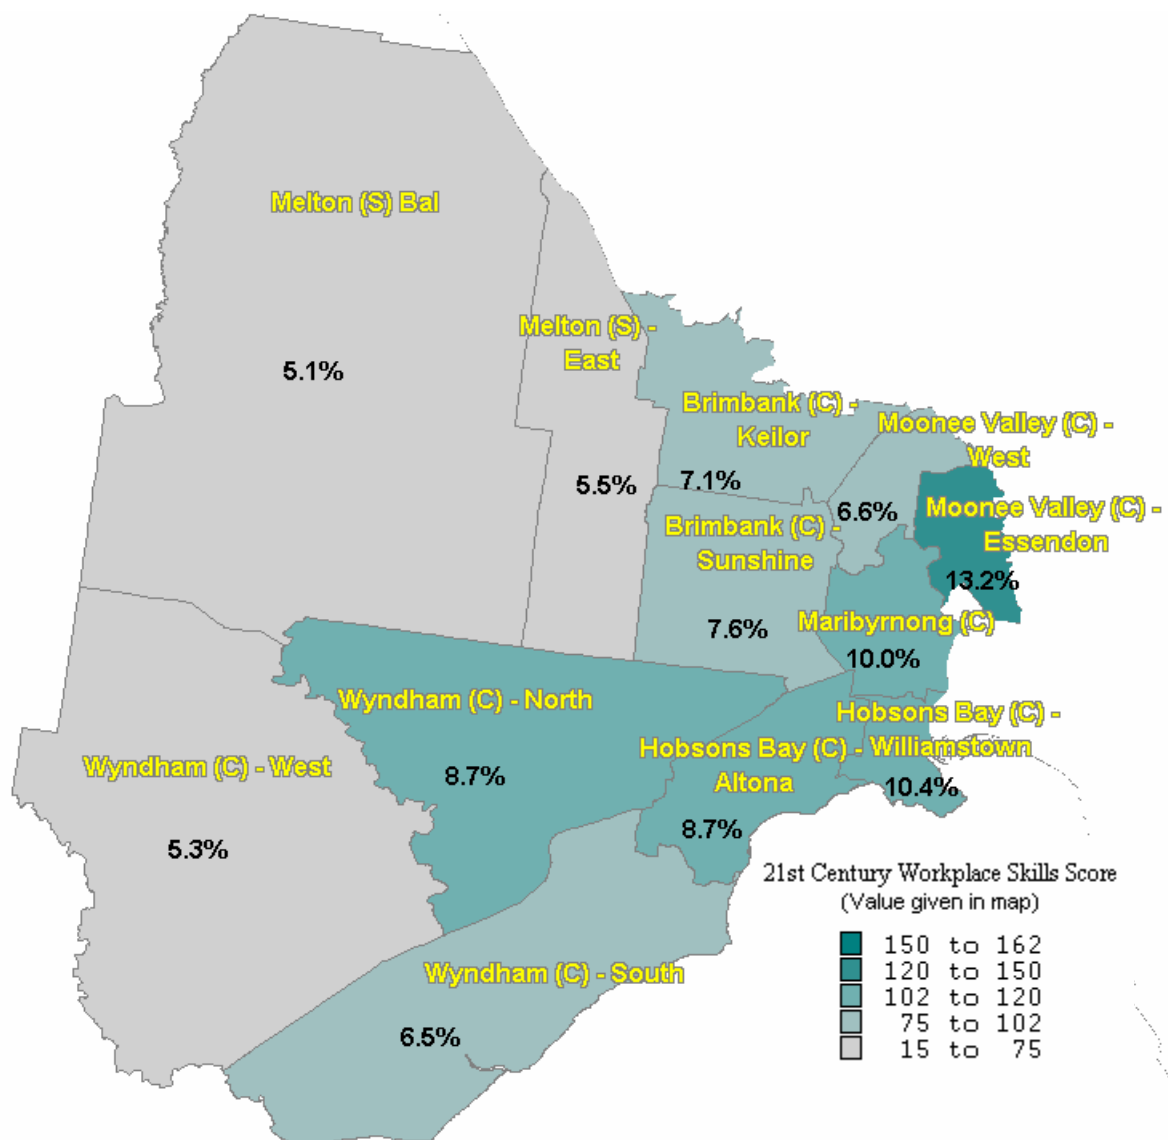 Melton (S) Bal
5.1%
Melton (S) -
East
5.5%
Brimbank (C) -
Keilor
7.1%
Moonee Valley (C) -
West
6.6%
Moonee Valley (C) -
Essendon
13.2%
Brimbank (C) -
Sunshine
7.6%
Maribyrnong (C)
10.0%
Wyndham (C) - North
8.7%
Hobsons Bay (C) -
Williamstown
10.4%
Hobsons Bay (C) -
Altona
8.7%
Wyndham (C) - West
5.3%
Wyndham (C) - South
6.5%
21st Century Workplace Skills Score
(Value given in map)
150 to 162
120 to 150
102 to 120
75 to 102
15 to 75